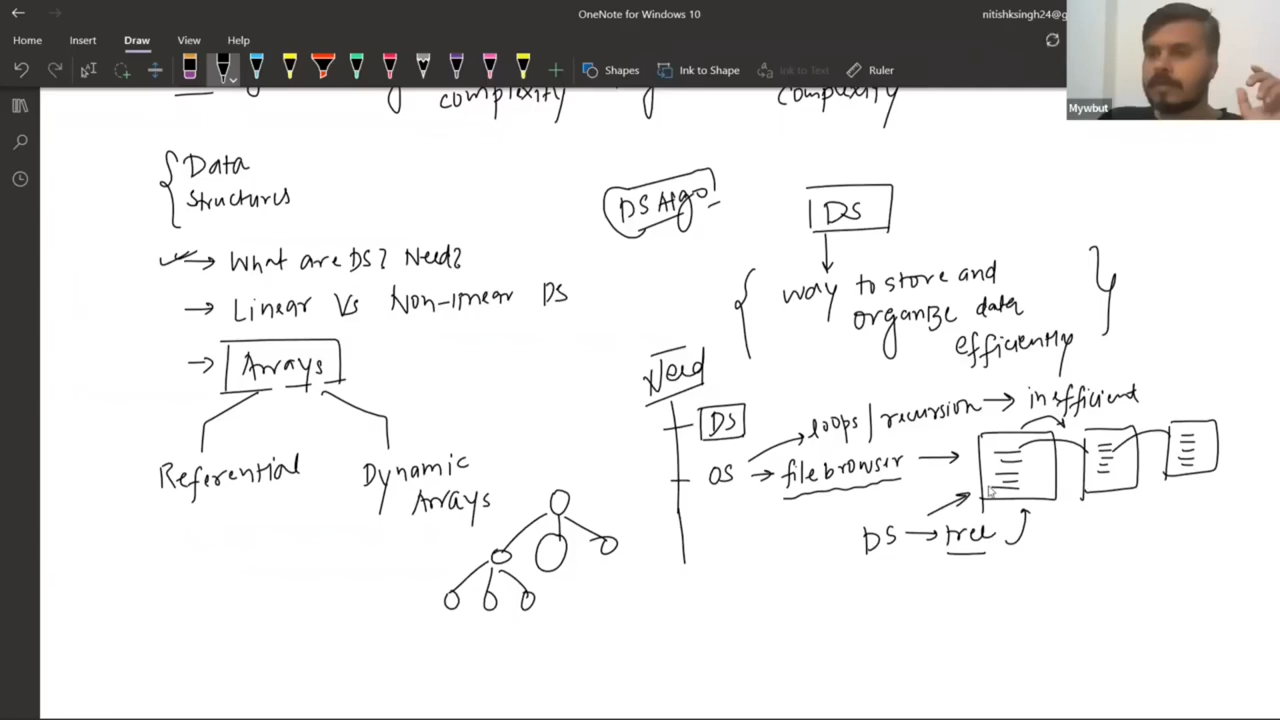 OneNote for Windows 10
nitishksingh24@g
Home Insert Draw View Help
Shapes Ink to Shape Ink to Text Ruler
Mywbut
complexity complexity
Data
Structures
DS Algo
DS
→ What are DS? Need?
→ Linear Vs Non-linear DS
→ Arrays
Referential
Dynamic
Arrays
way to store and
organize data
efficiently
Need
DS
loops / recursion → inefficient
OS → file browser →
DS → tree